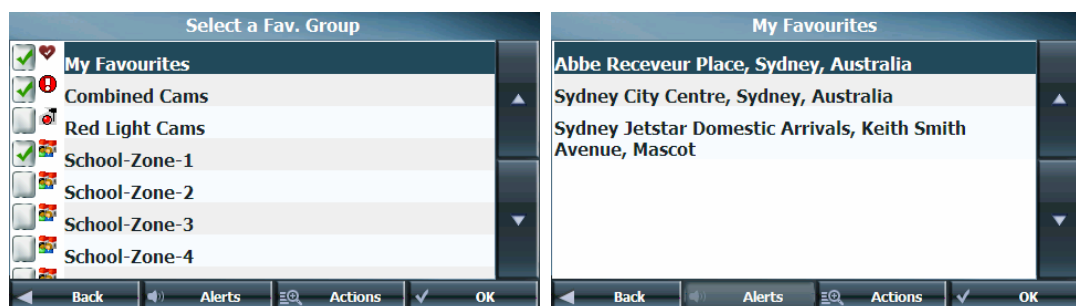 Select a Fav. Group
My Favourites
Combined Cams
Red Light Cams
School-Zone-1
School-Zone-2
School-Zone-3
School-Zone-4
Back Alerts Actions OK
My Favourites
Abbe Receveur Place, Sydney, Australia
Sydney City Centre, Sydney, Australia
Sydney Jetstar Domestic Arrivals, Keith Smith
Avenue, Mascot
Back Alerts Actions OK